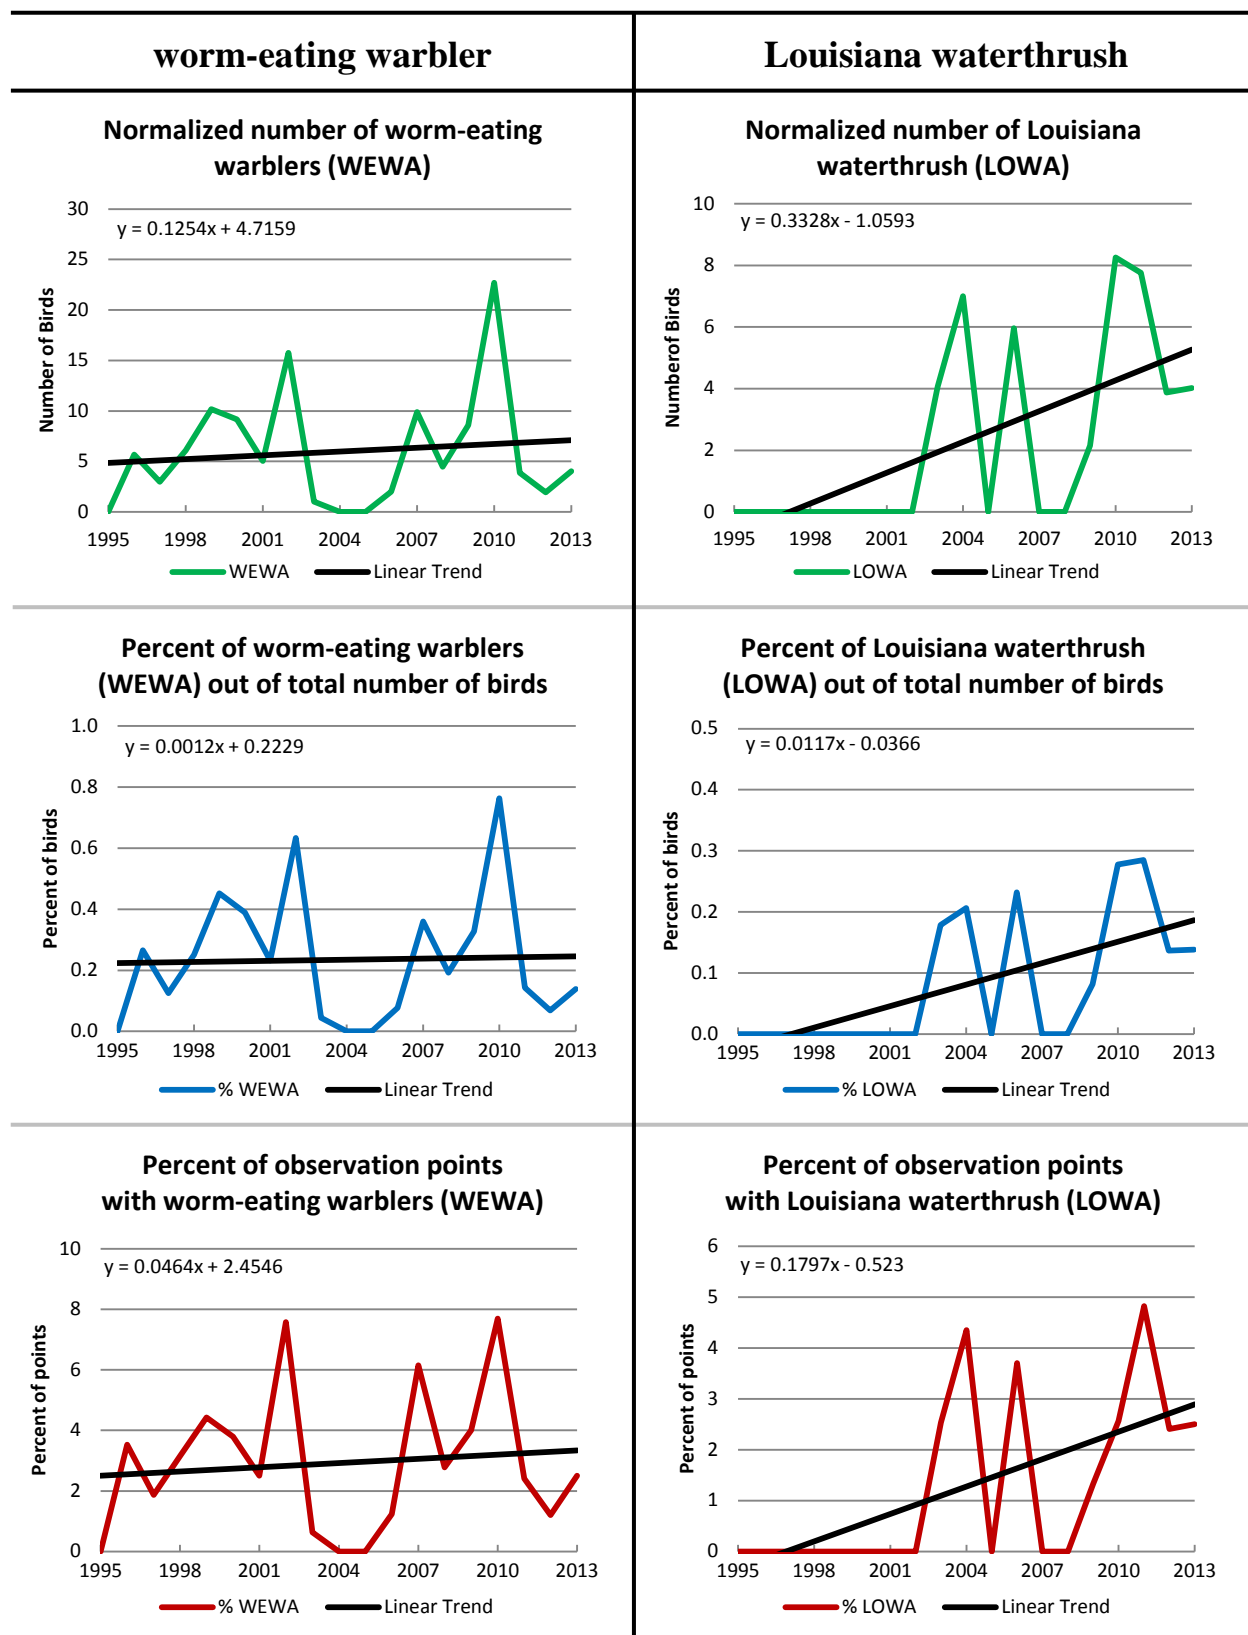 worm-eating warbler
Louisiana waterthrush
Normalized number of worm-eating
warblers (WEWA)
30
25
20
15
10
5
0
Number of Birds
y = 0.1254x + 4.7159
1995 1998 2001 2004 2007 2010 2013
WEWA Linear Trend
Normalized number of Louisiana
waterthrush (LOWA)
10
8
6
4
2
0
Numberof Birds
y = 0.3328x - 1.0593
1995 1998 2001 2004 2007 2010 2013
LOWA Linear Trend
Percent of worm-eating warblers
(WEWA) out of total number of birds
1.0
0.8
0.6
0.4
0.2
0.0
Percent of birds
y = 0.0012x + 0.2229
1995 1998 2001 2004 2007 2010 2013
% WEWA Linear Trend
Percent of Louisiana waterthrush
(LOWA) out of total number of birds
0.5
0.4
0.3
0.2
0.1
0.0
Percent of birds
y = 0.0117x - 0.0366
1995 1998 2001 2004 2007 2010 2013
% LOWA Linear Trend
Percent of observation points
with worm-eating warblers (WEWA)
10
8
6
4
2
0
Percent of points
y = 0.0464x + 2.4546
1995 1998 2001 2004 2007 2010 2013
% WEWA Linear Trend
Percent of observation points
with Louisiana waterthrush (LOWA)
6
5
4
3
2
1
0
Percent of points
y = 0.1797x - 0.523
1995 1998 2001 2004 2007 2010 2013
% LOWA Linear Trend